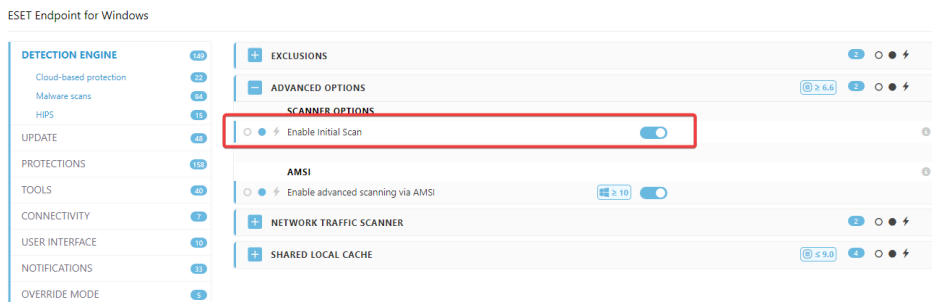 ESET Endpoint for Windows
DETECTION ENGINE 149
Cloud-based protection 22
Malware scans 84
HIPS 15
UPDATE 48
PROTECTIONS 158
TOOLS 40
CONNECTIVITY 7
USER INTERFACE 10
NOTIFICATIONS 33
OVERRIDE MODE 5
EXCLUSIONS 2
ADVANCED OPTIONS ≥ 6.6 2
SCANNER OPTIONS
Enable Initial Scan
AMSI
Enable advanced scanning via AMSI ≥ 10
NETWORK TRAFFIC SCANNER 2
SHARED LOCAL CACHE ≤ 9.0 4